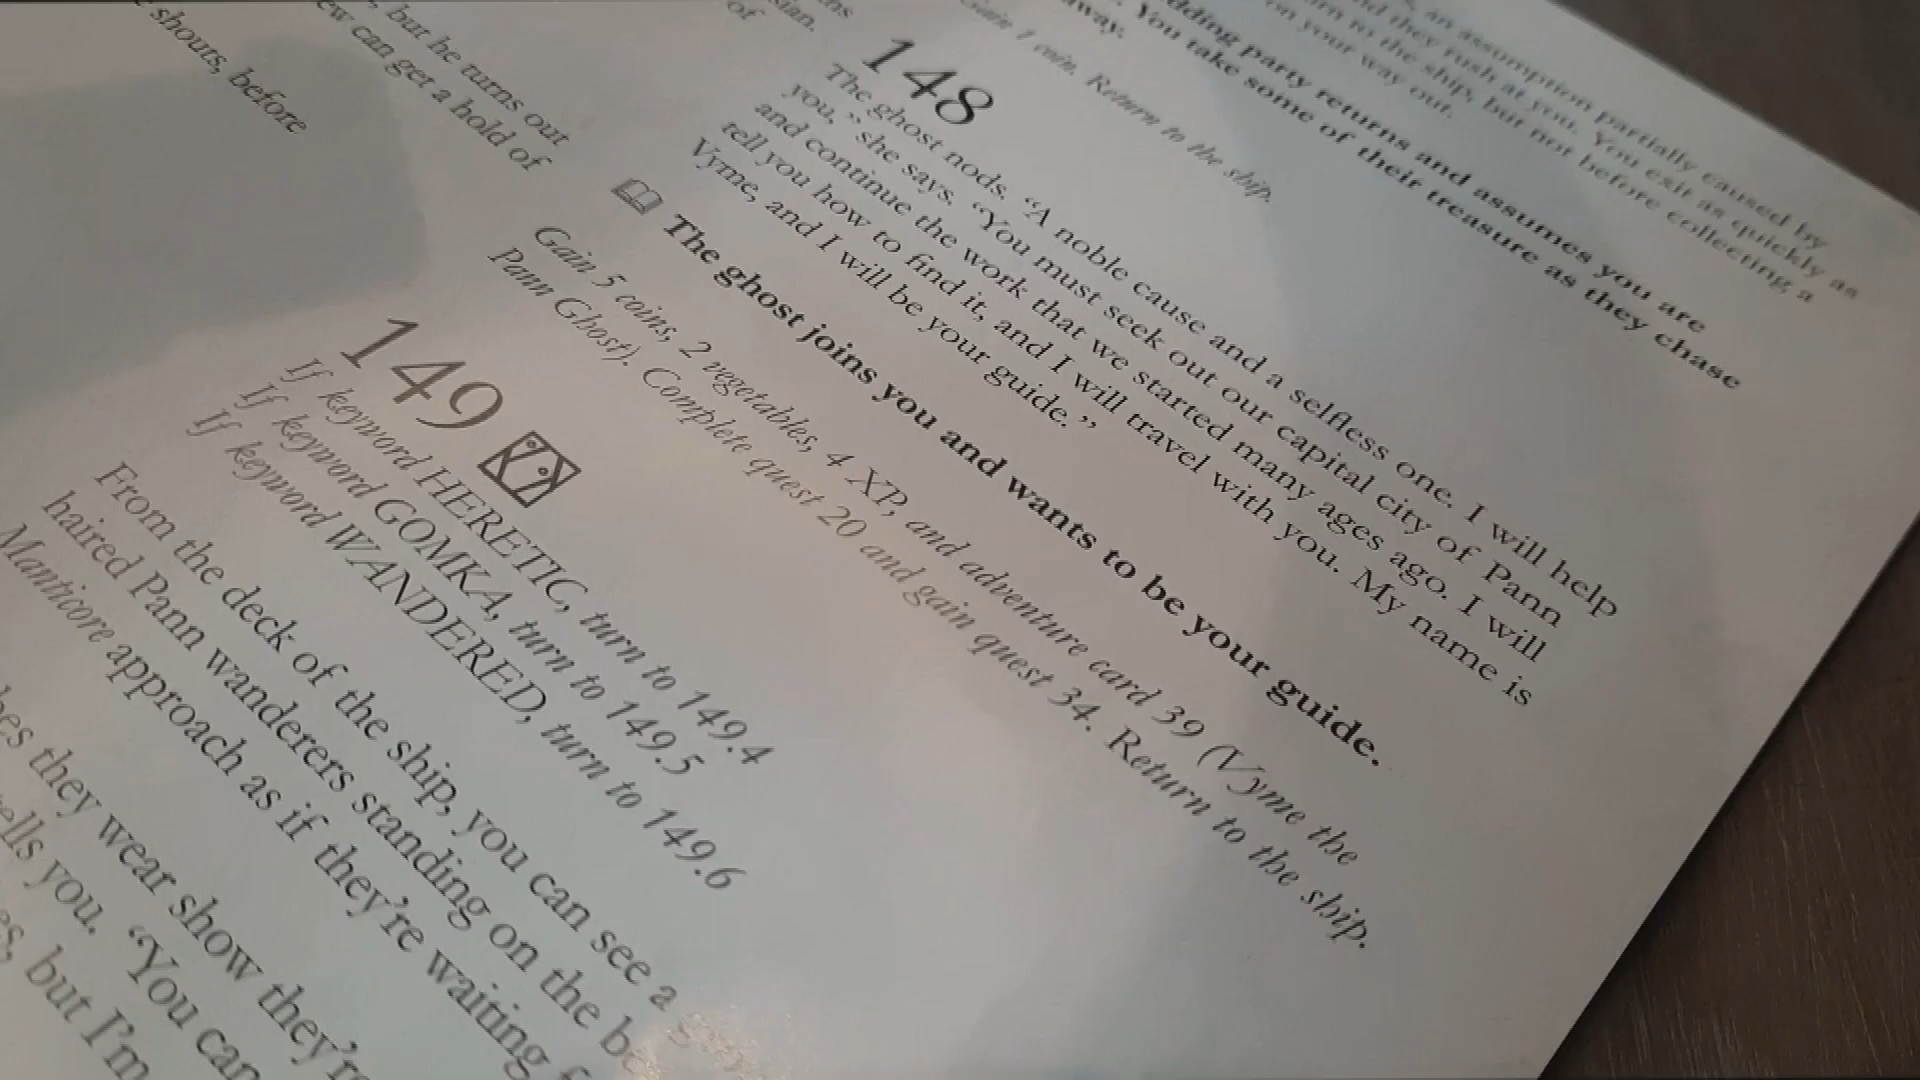 shouts, before
but he turns out
can get a hold of
of
an assumption partially caused by
and they rush at you. You exit as quickly as
to the ship, but not before collecting a
on your way out.
party returns and assumes you are
You take some of their treasure as they chase
away.
Gain 1 coin. Return to the ship.
148
The ghost nods. “A noble cause and a selfless one. I will help
you,” she says. “You must seek out our capital city of Pann
and continue the work that we started many ages ago. I will
tell you how to find it, and I will travel with you. My name is
Vyme, and I will be your guide.”
The ghost joins you and wants to be your guide.
Gain 5 coins, 2 vegetables, 4 XP, and adventure card 39 (Vyme the
Pann Ghost). Complete quest 20 and gain quest 34. Return to the ship.
149
If keyword HERETIC, turn to 149.4
If keyword GOMKA, turn to 149.5
If keyword WANDERED, turn to 149.6
From the deck of the ship, you can see a
haired Pann wanderers standing on the
Manticore approach as if they’re waiting
they wear show they’re
you. “You can
but I’m